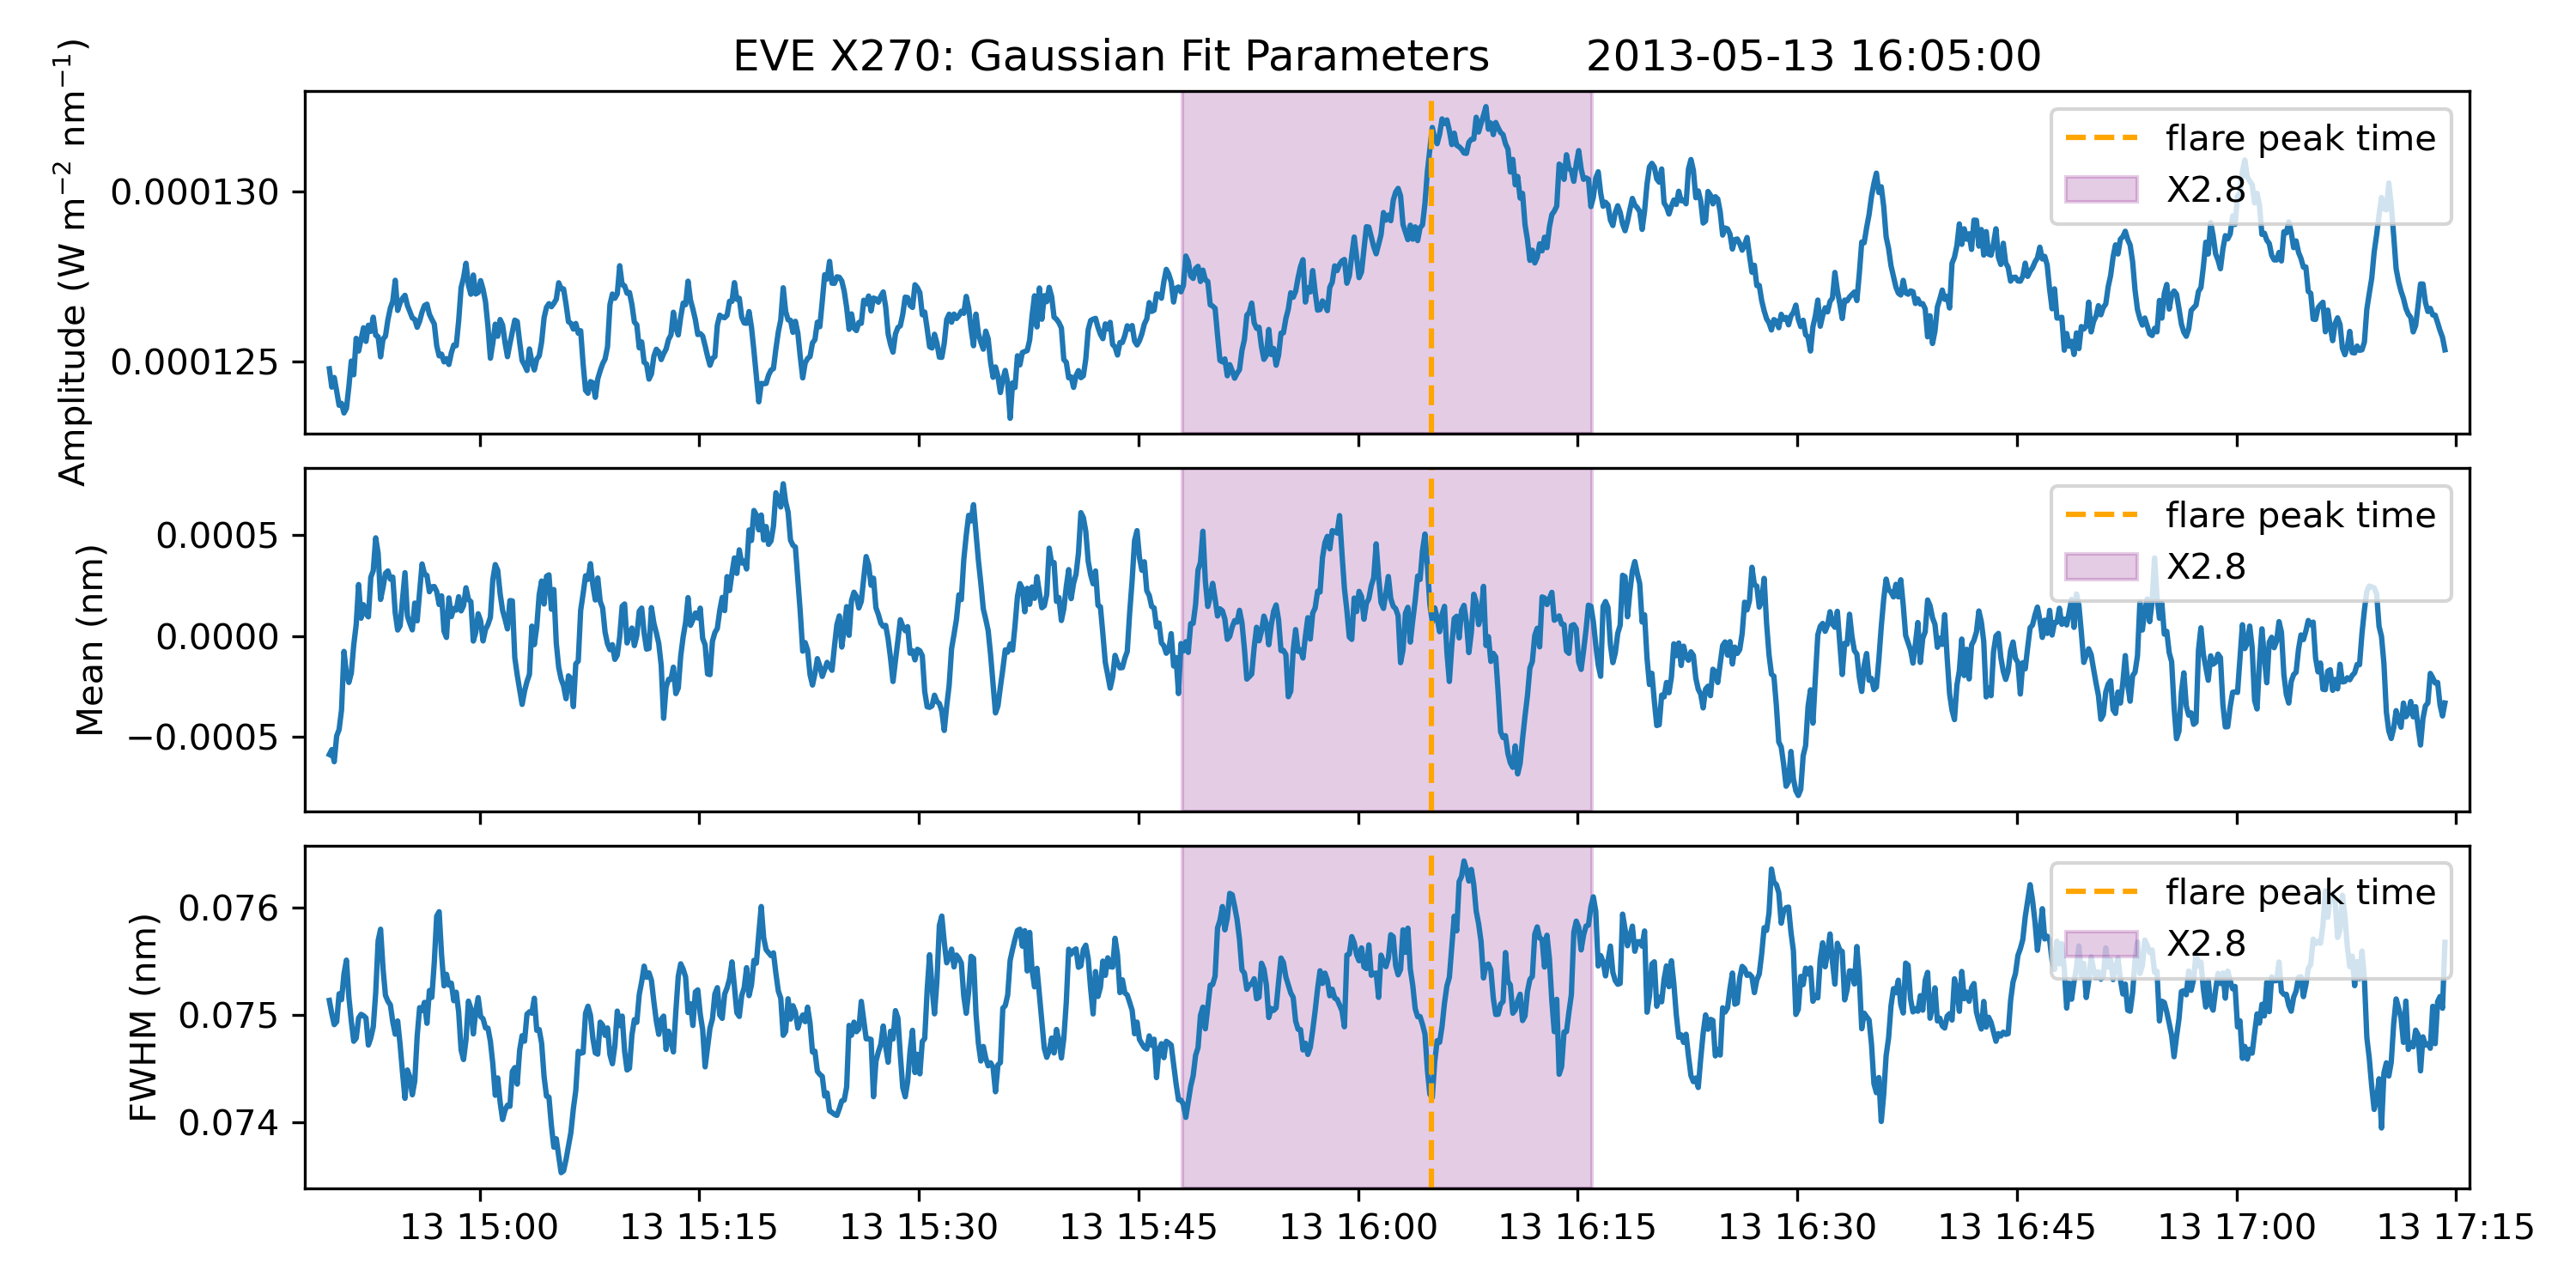 EVE X270: Gaussian Fit Parameters 2013-05-13 16:05:00
Amplitude (W m⁻² nm⁻¹)
0.000130
0.000125
flare peak time
X2.8
Mean (nm)
0.0005
0.0000
−0.0005
flare peak time
X2.8
FWHM (nm)
0.076
0.075
0.074
flare peak time
X2.8
13 15:00 13 15:15 13 15:30 13 15:45 13 16:00 13 16:15 13 16:30 13 16:45 13 17:00 13 17:15